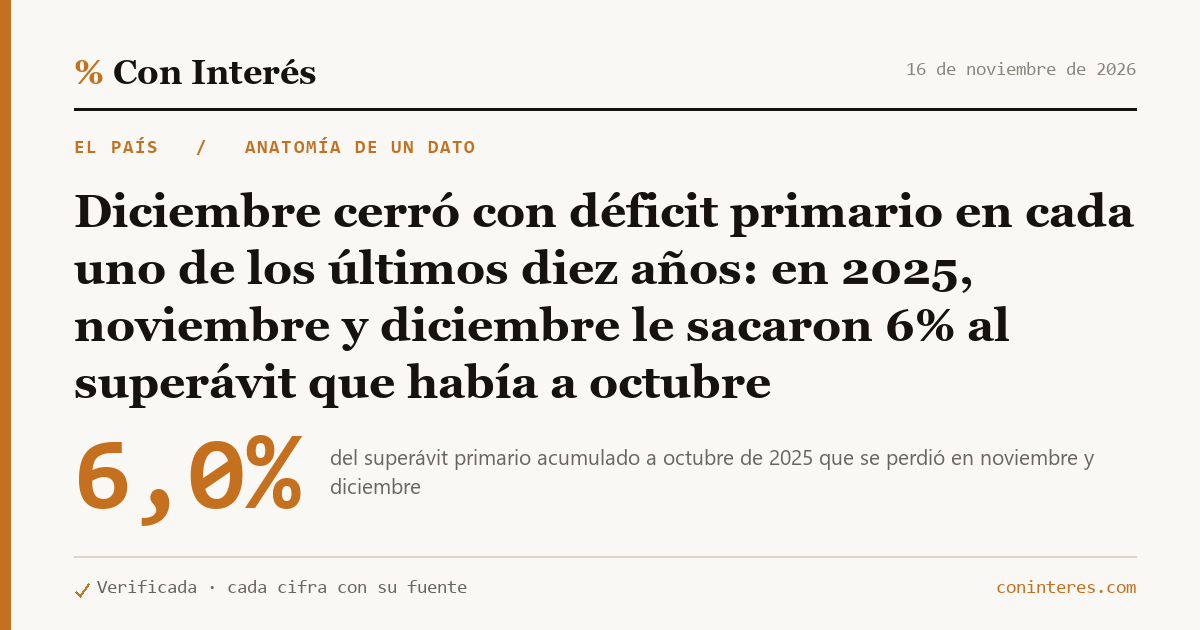 % Con Interés
16 de noviembre de 2026
EL PAÍS / ANATOMÍA DE UN DATO
Diciembre cerró con déficit primario en cada
uno de los últimos diez años: en 2025,
noviembre y diciembre le sacaron 6% al
superávit que había a octubre
6,0%
del superávit primario acumulado a octubre de 2025 que se perdió en noviembre y
diciembre
✓ Verificada · cada cifra con su fuente
coninteres.com